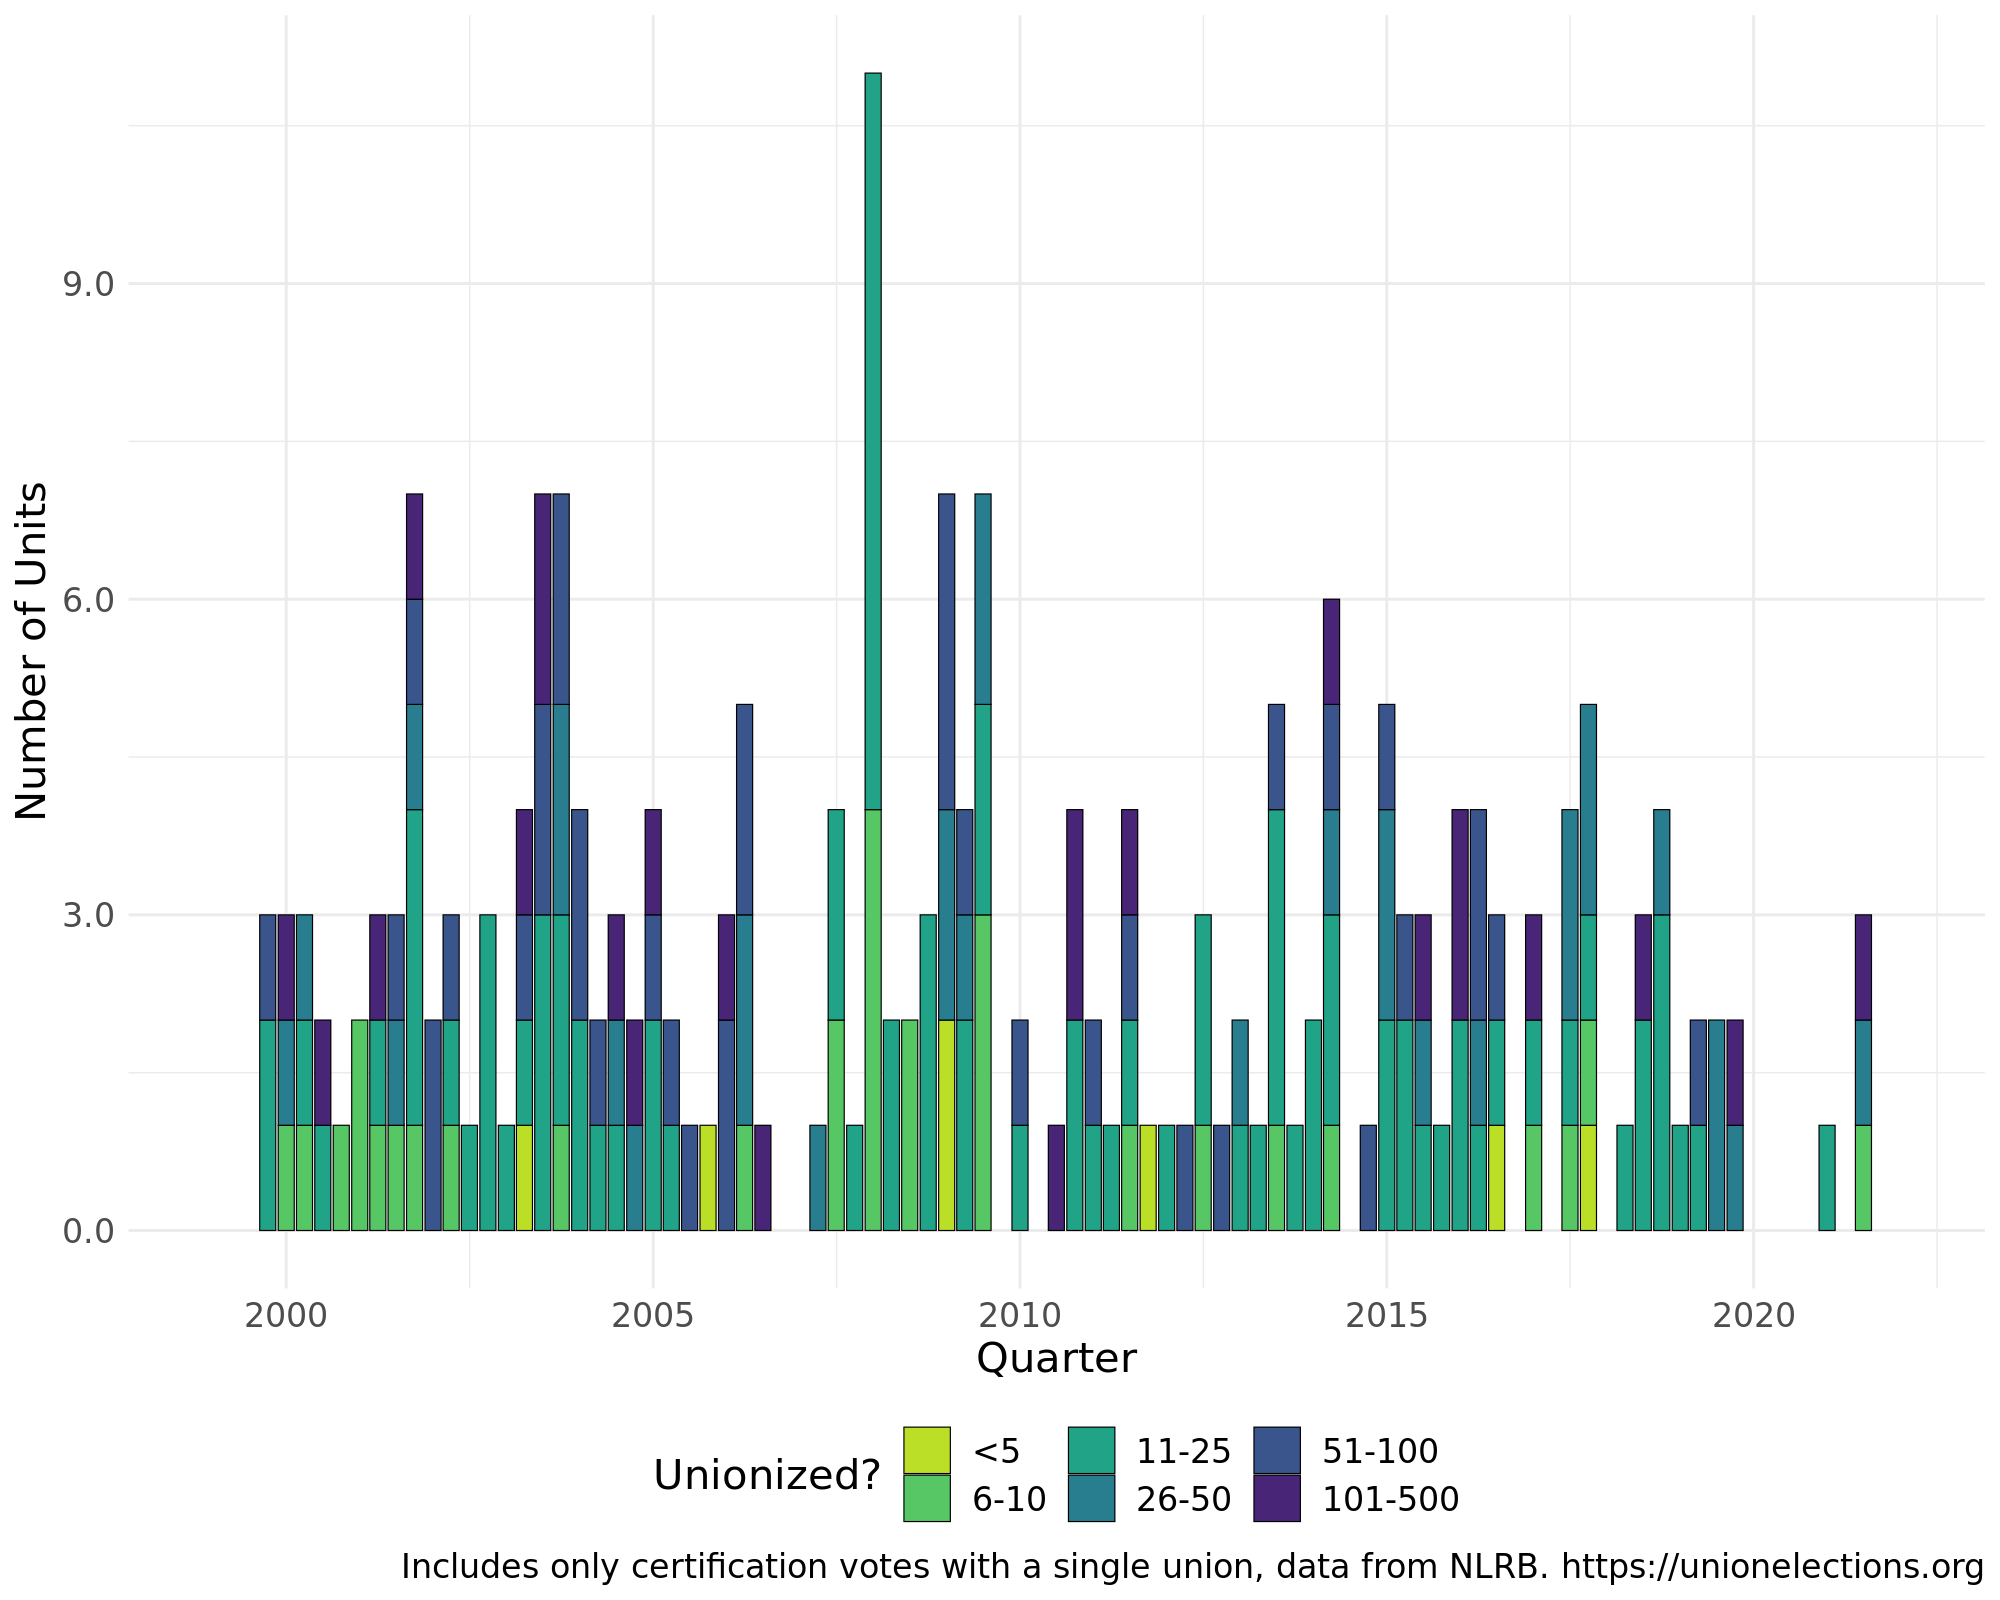 9.0
6.0
3.0
0.0
Number of Units
2000 2005 2010 2015 2020
Quarter
Unionized?
<5 11-25 51-100
6-10 26-50 101-500
Includes only certification votes with a single union, data from NLRB. https://unionelections.org